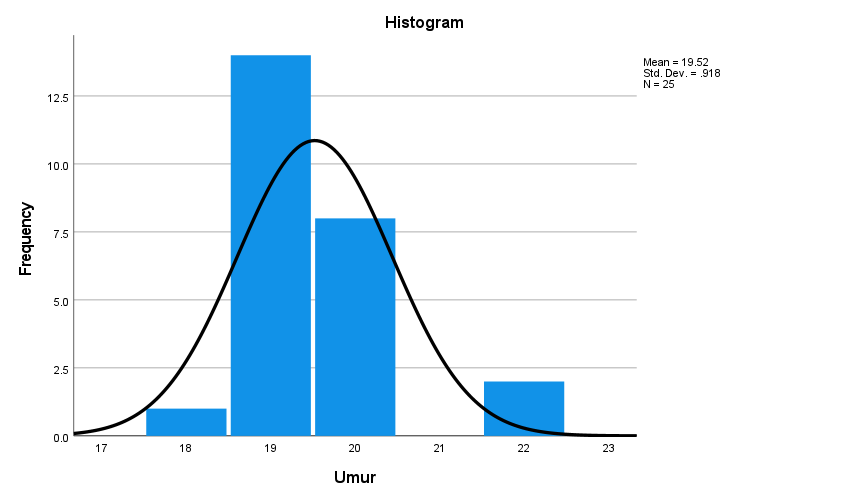 Histogram
Mean = 19.52
Std. Dev. = .918
N = 25
Frequency
12.5
10.0
7.5
5.0
2.5
0.0
17 18 19 20 21 22 23
Umur